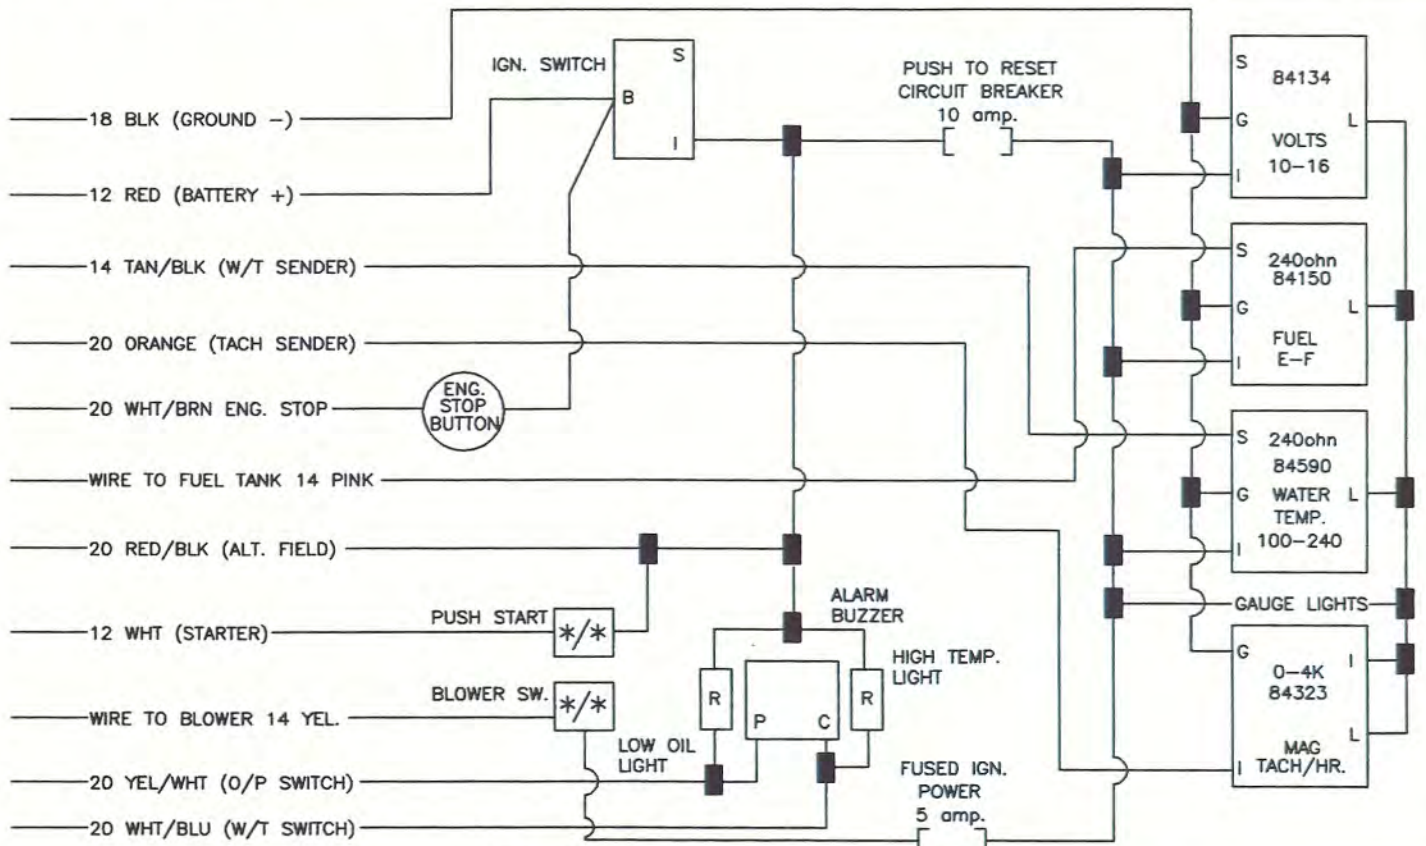 IGN. SWITCH
S
B
I
PUSH TO RESET
CIRCUIT BREAKER
10 amp.
S
84134
G
L
VOLTS
10-16
I
18 BLK (GROUND -)
12 RED (BATTERY +)
14 TAN/BLK (W/T SENDER)
20 ORANGE (TACH SENDER)
20 WHT/BRN ENG. STOP
ENG.
STOP
BUTTON
WIRE TO FUEL TANK 14 PINK
20 RED/BLK (ALT. FIELD)
12 WHT (STARTER)
PUSH START
*/*
WIRE TO BLOWER 14 YEL.
BLOWER SW.
*/*
20 YEL/WHT (O/P SWITCH)
20 WHT/BLU (W/T SWITCH)
S
240ohn
84150
G
L
FUEL
E-F
I
S
240ohn
84590
G
WATER
L
TEMP.
I
100-240
GAUGE LIGHTS
G
0-4K
I
84323
L
MAG
I
TACH/HR.
ALARM
BUZZER
HIGH TEMP.
LIGHT
R
R
P
C
LOW OIL
LIGHT
FUSED IGN.
POWER
5 amp.